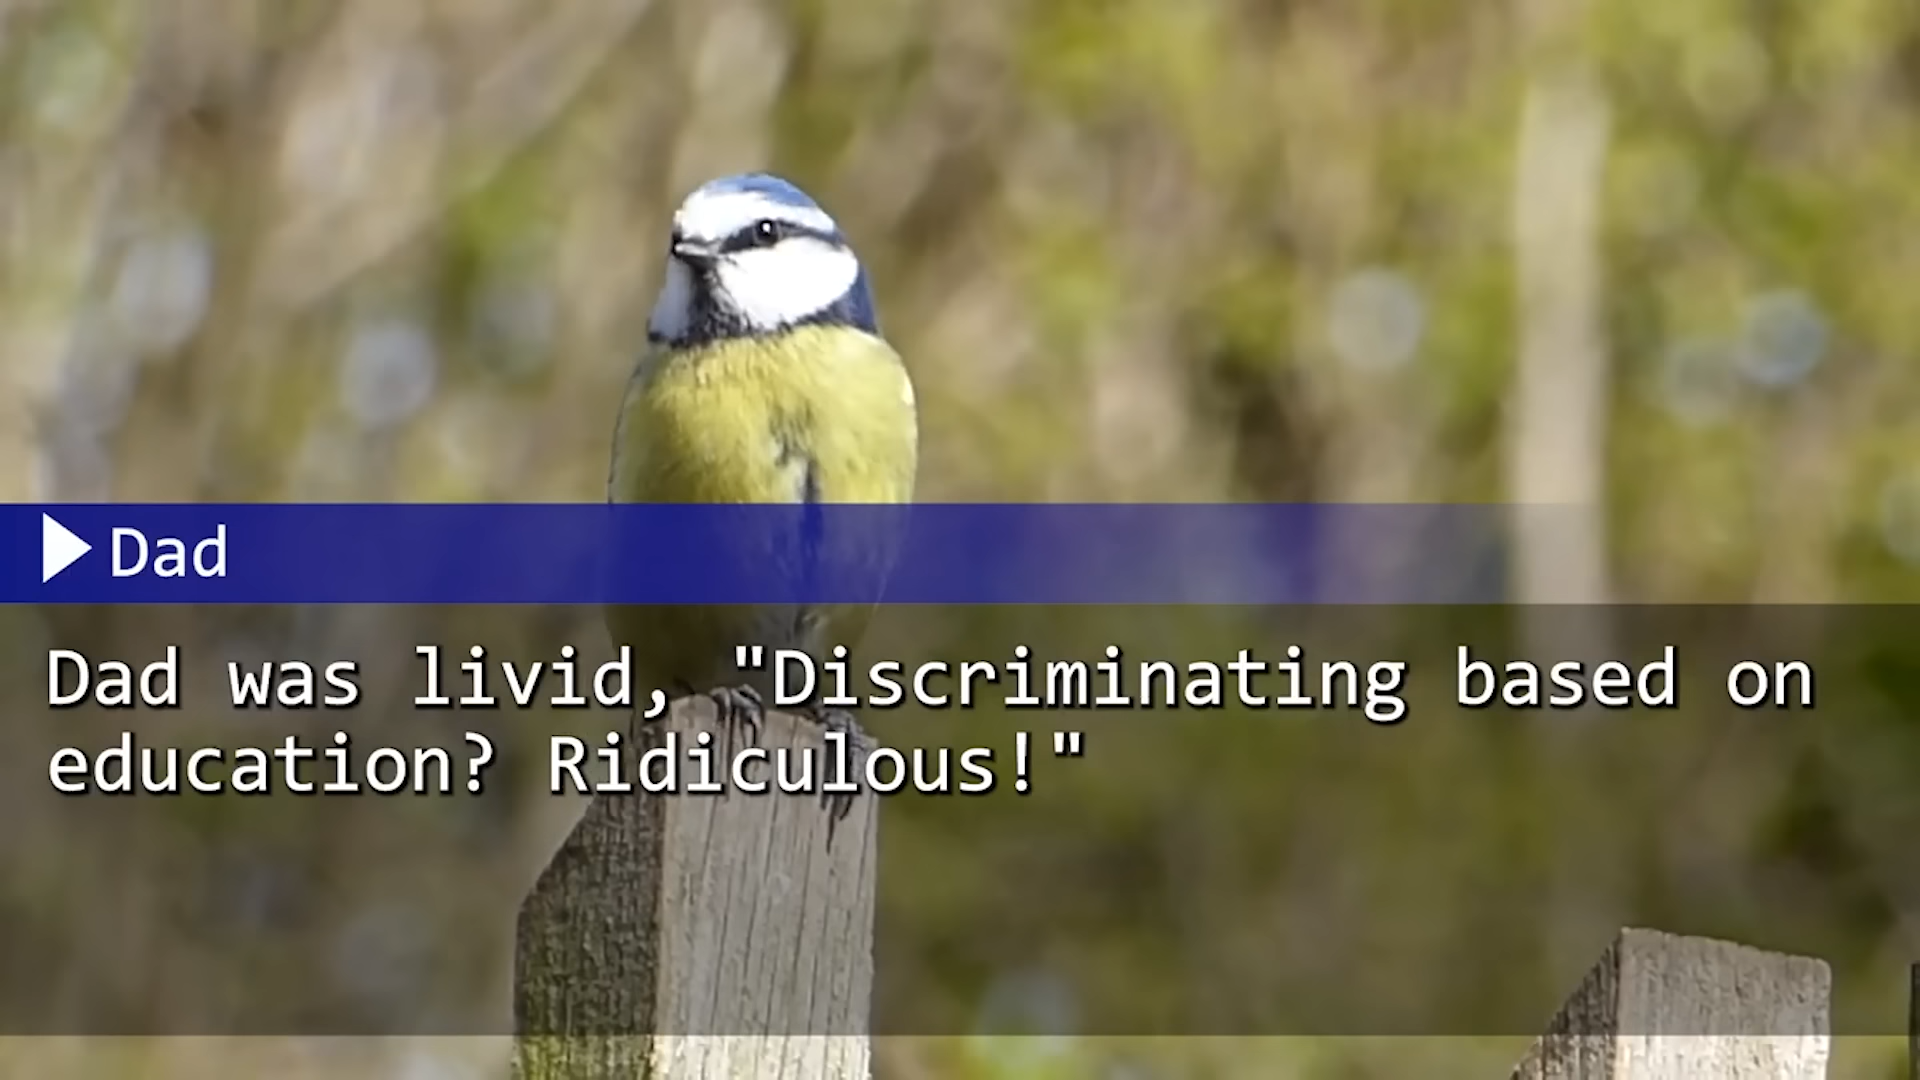 Dad
Dad was livid, "Discriminating based on
education? Ridiculous!"